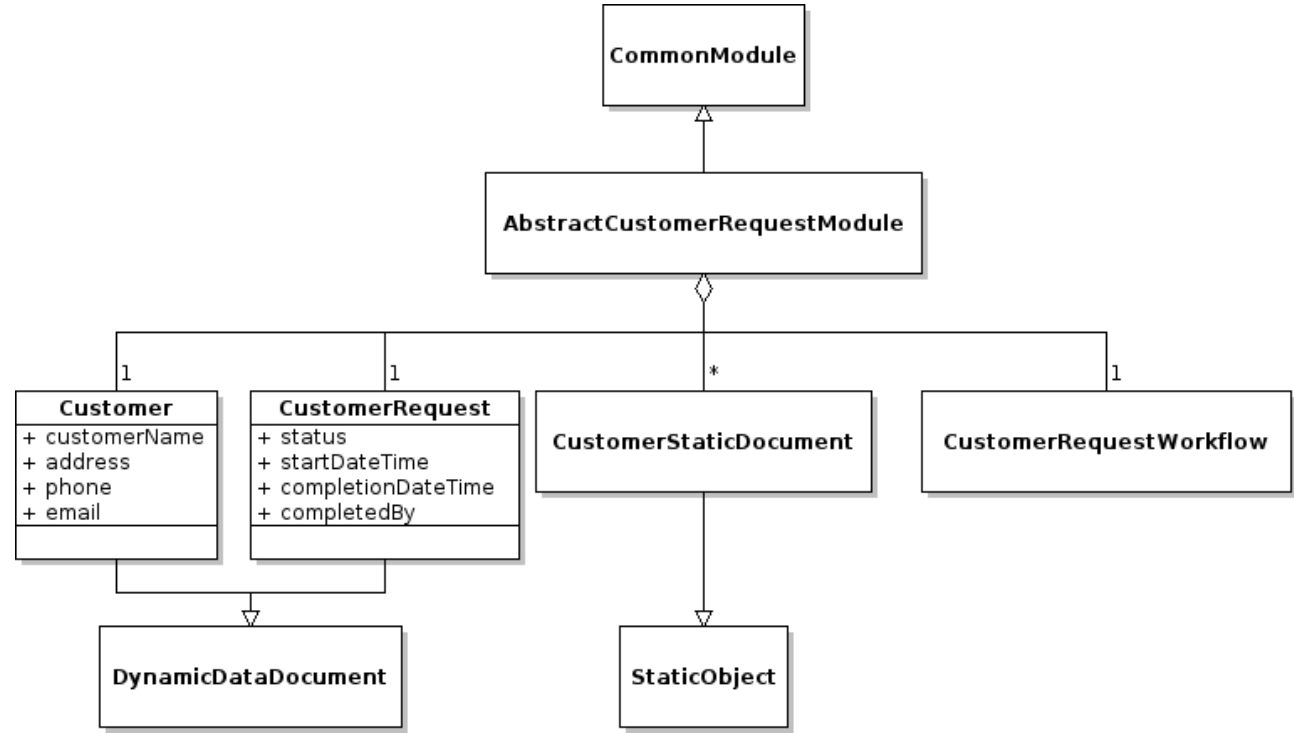 CommonModule
AbstractCustomerRequestModule
1
1
*
1
Customer
+ customerName
+ address
+ phone
+ email
CustomerRequest
+ status
+ startDateTime
+ completionDateTime
+ completedBy
CustomerStaticDocument
CustomerRequestWorkflow
DynamicDataDocument
StaticObject